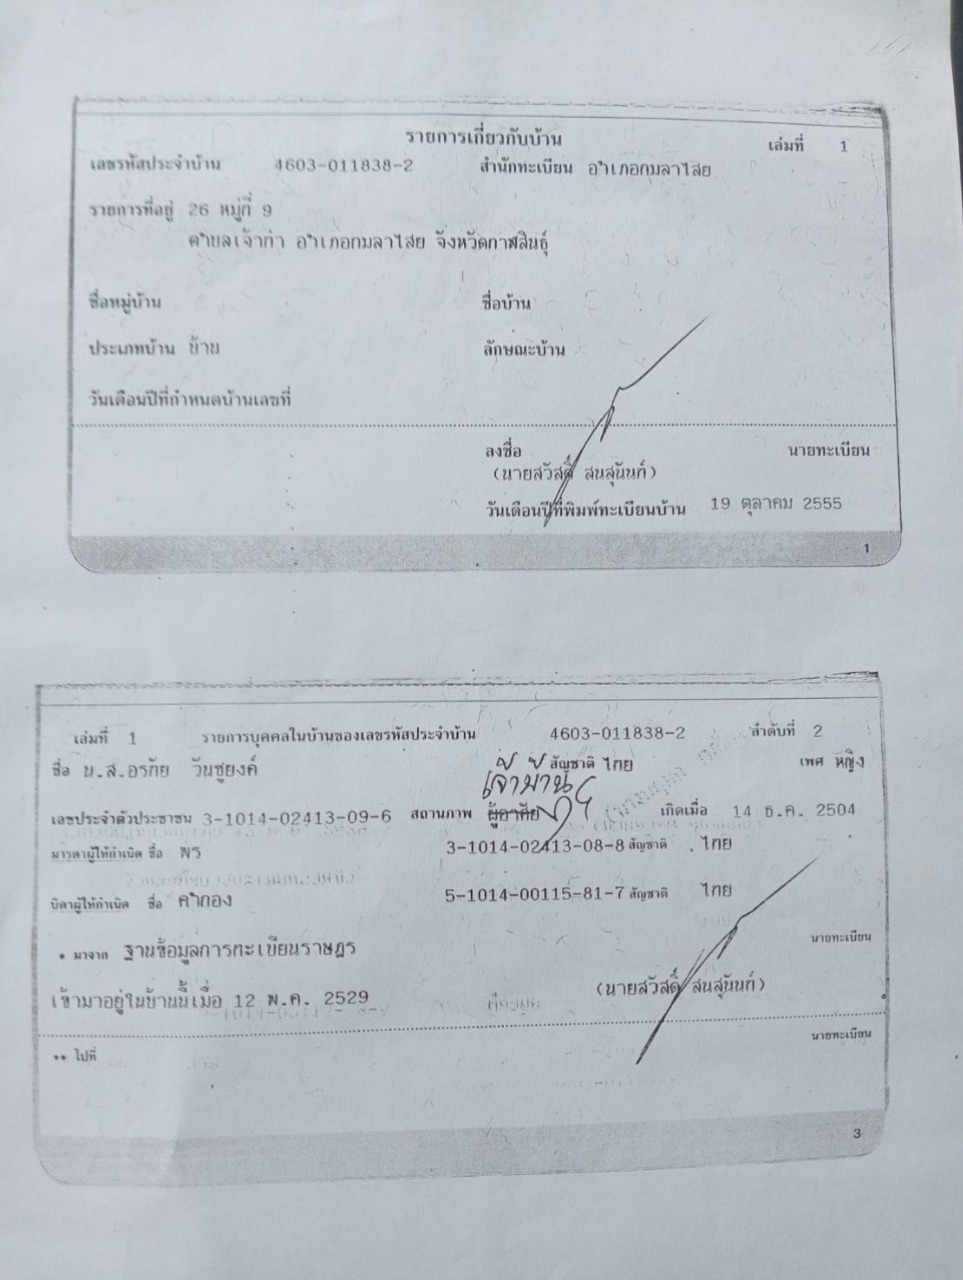 รายการเกี่ยวกับบ้าน เล่มที่ 1
เลขรหัสประจำบ้าน 4603-011838-2 สำนักทะเบียน อำเภอกมลาไสย
รายการที่อยู่ 26 หมู่ที่ 9
ตำบลเจ้าท่า อำเภอกมลาไสย จังหวัดกาฬสินธุ์
ชื่อหมู่บ้าน ชื่อบ้าน
ประเภทบ้าน บ้าน ลักษณะบ้าน
วันเดือนปีที่กำหนดบ้านเลขที่
ลงชื่อ นายทะเบียน
(นายสวัสดิ์ สนสุนันท์)
วันเดือนปีที่พิมพ์ทะเบียนบ้าน 19 ตุลาคม 2555
1
เล่มที่ 1 รายการบุคคลในบ้านของเลขรหัสประจำบ้าน 4603-011838-2 ลำดับที่ 2
ชื่อ น.ส.อรทัย วันชูยงค์ สัญชาติ ไทย เพศ หญิง
เจ้าบ้าน
เลขประจำตัวประชาชน 3-1014-02413-09-6 สถานภาพ ผู้อาศัย เกิดเมื่อ 14 ธ.ค. 2504
มารดาผู้ให้กำเนิด ชื่อ พร 3-1014-02413-08-8 สัญชาติ ไทย
บิดาผู้ให้กำเนิด ชื่อ คำกอง 5-1014-00115-81-7 สัญชาติ ไทย
* มาจาก ฐานข้อมูลการทะเบียนราษฎร นายทะเบียน
(นายสวัสดิ์ สนสุนันท์)
เข้ามาอยู่ในบ้านนี้เมื่อ 12 พ.ค. 2529
** ไปที่ นายทะเบียน
3